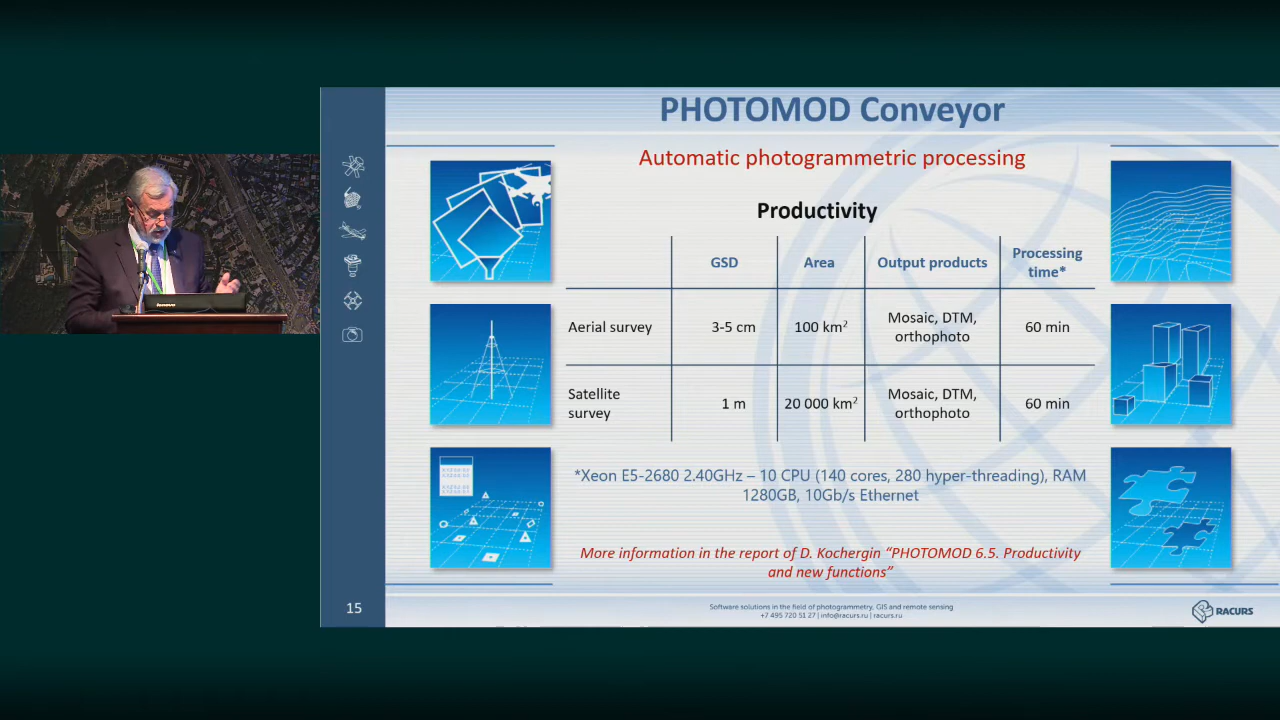 PHOTOMOD Conveyor
Automatic photogrammetric processing
Productivity
GSD
Area
Output products
Processing
time*
Aerial survey
3-5 cm
100 km²
Mosaic, DTM,
orthophoto
60 min
Satellite
survey
1 m
20 000 km²
Mosaic, DTM,
orthophoto
60 min
*Xeon E5-2680 2.40GHz – 10 CPU (140 cores, 280 hyper-threading), RAM
1280GB, 10Gb/s Ethernet
More information in the report of D. Kochergin “PHOTOMOD 6.5. Productivity
and new functions”
15
Software solutions in the field of photogrammetry, GIS and remote sensing
+7 495 720 51 27 | info@racurs.ru | racurs.ru
RACURS
lenovo